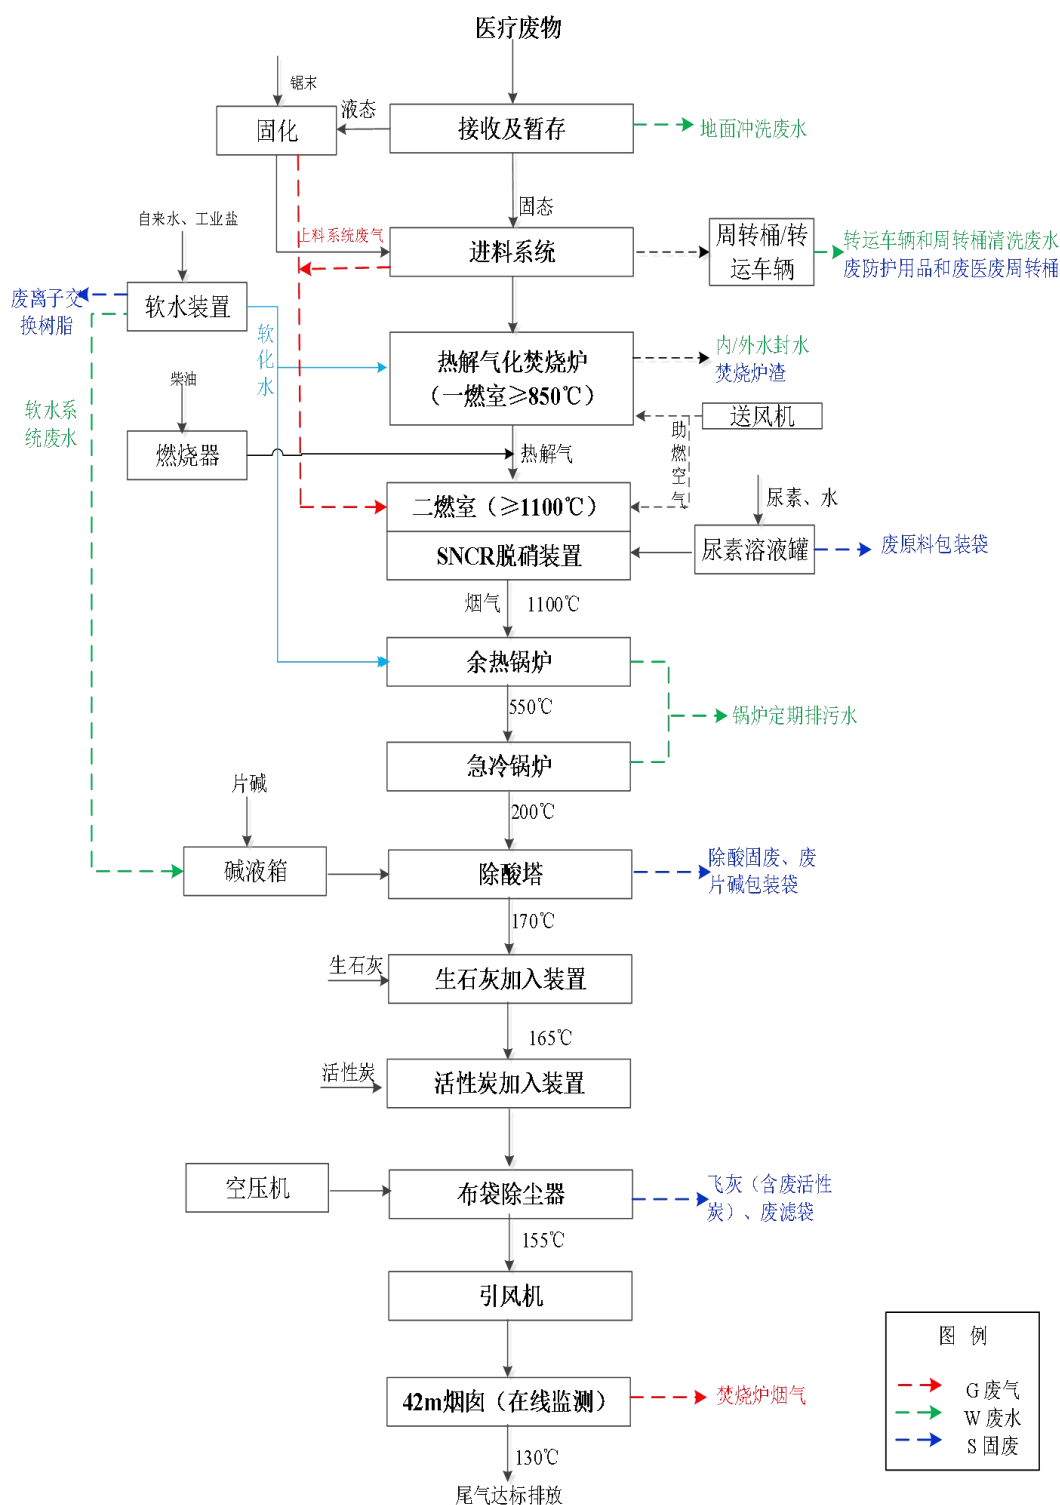 医疗废物
锯末
液态
固化
接收及暂存
地面冲洗废水
固态
自来水、工业盐
上料系统废气
进料系统
周转桶/转
运车辆
转运车辆和周转桶清洗废水
废防护用品和废医废周转桶
废离子交
换树脂
软水装置
软化水
热解气化焚烧炉
（一燃室≥850℃）
内/外水封水
焚烧炉渣
柴油
软水系
统废水
送风机
助燃空气
燃烧器
热解气
二燃室（≥1100℃）
尿素、水
SNCR脱硝装置
尿素溶液罐
废原料包装袋
烟气
1100℃
余热锅炉
550℃
锅炉定期排污水
急冷锅炉
片碱
200℃
碱液箱
除酸塔
除酸固废、废
片碱包装袋
170℃
生石灰
生石灰加入装置
165℃
活性炭
活性炭加入装置
空压机
布袋除尘器
飞灰（含废活性
炭）、废滤袋
155℃
引风机
图 例
G 废气
W 废水
S 固废
42m烟囱（在线监测）
焚烧炉烟气
130℃
尾气达标排放